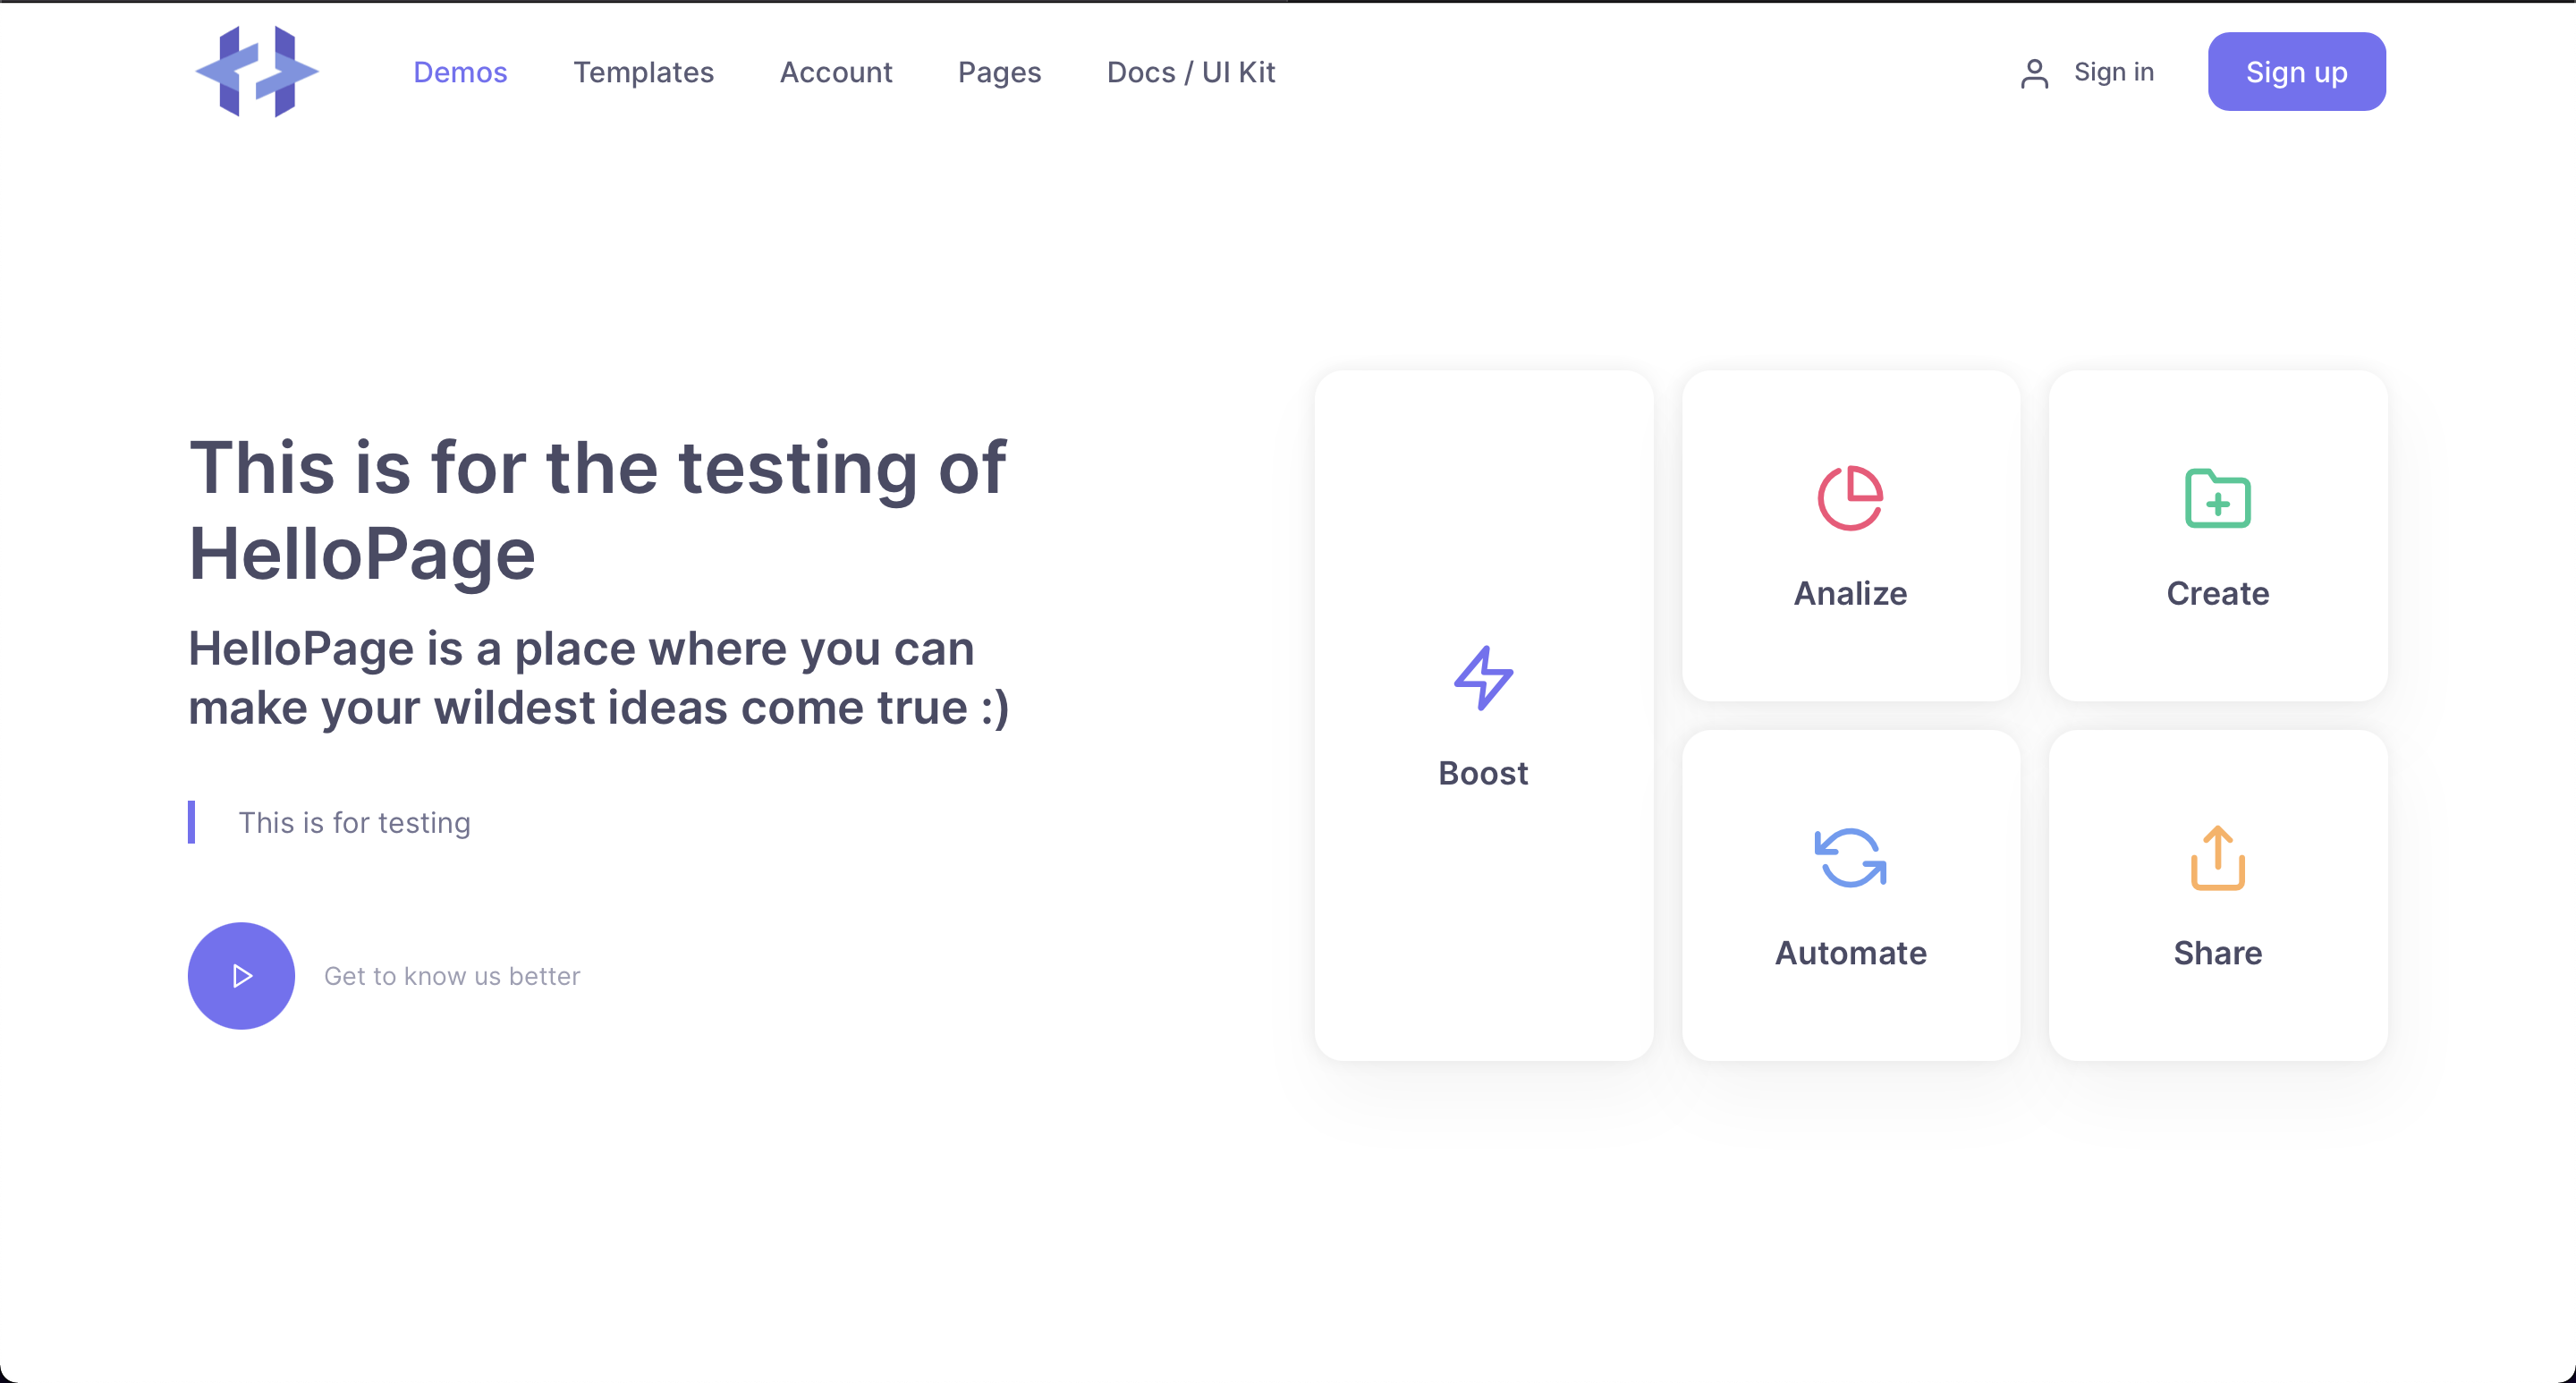 Demos
Templates
Account
Pages
Docs / UI Kit
Sign in
Sign up
This is for the testing of
HelloPage
HelloPage is a place where you can
make your wildest ideas come true :)
This is for testing
Get to know us better
Boost
Analize
Create
Automate
Share